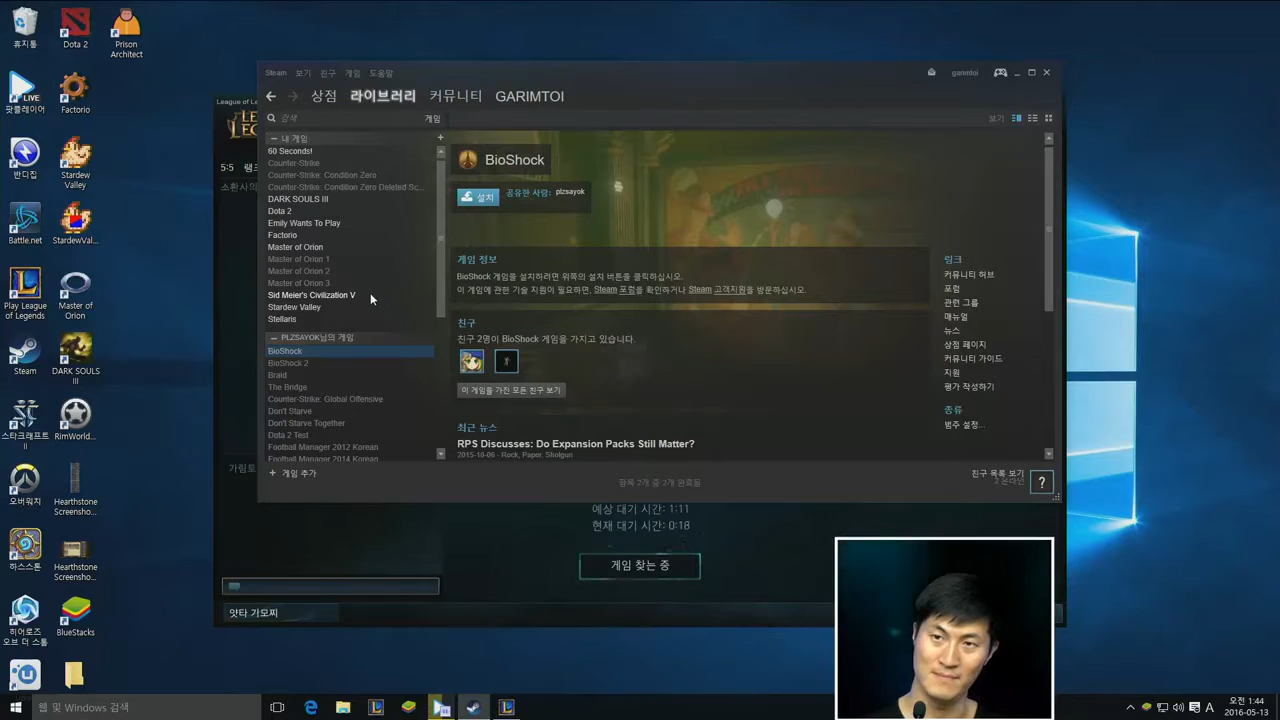 휴지통
Dota 2
Prison
Architect
LIVE
팟플레이어
Factorio
반디집
Stardew
Valley
Battle.net
StardewVal...
Play League
of Legends
Master of
Orion
Steam
DARK SOULS
III
스타크래프트
II
RimWorld...
오버워치
Hearthstone
Screensho...
하스스톤
Hearthstone
Screensho...
히어로즈
오브 더 스톰
BlueStacks
Steam 보기 친구 게임 도움말
garimtoi
상점 라이브러리 커뮤니티 GARIMTOI
검색
게임
보기
내 게임
60 Seconds!
Counter-Strike
Counter-Strike: Condition Zero
Counter-Strike: Condition Zero Deleted Sc...
DARK SOULS III
Dota 2
Emily Wants To Play
Factorio
Master of Orion
Master of Orion 1
Master of Orion 2
Master of Orion 3
Sid Meier's Civilization V
Stardew Valley
Stellaris
PLZSAYOK님의 게임
BioShock
BioShock 2
Braid
The Bridge
Counter-Strike: Global Offensive
Don't Starve
Don't Starve Together
Dota 2 Test
Football Manager 2012 Korean
Football Manager 2014 Korean
게임 추가
BioShock
설치
공유한 사람: plzsayok
게임 정보
BioShock 게임을 설치하려면 위쪽의 설치 버튼을 클릭하십시오.
이 게임에 관련 기술 지원이 필요하면, Steam 포럼을 확인하거나 Steam 고객지원을 방문하십시오.
친구
친구 2명이 BioShock 게임을 가지고 있습니다.
이 게임을 가진 모든 친구 보기
최근 뉴스
RPS Discusses: Do Expansion Packs Still Matter?
2015-10-06 - Rock, Paper, Shotgun
링크
커뮤니티 허브
포럼
관련 그룹
매뉴얼
뉴스
상점 페이지
커뮤니티 가이드
지원
평가 작성하기
종류
범주 설정...
항목 2개 중 2개 완료됨
친구 목록 보기
2 온라인
?
League of Le
5:5
소환사의
예상 대기 시간: 1:11
현재 대기 시간: 0:18
게임 찾는 중
얏타 가모찌
웹 및 Windows 검색
A
오전 1:44
2016-05-13